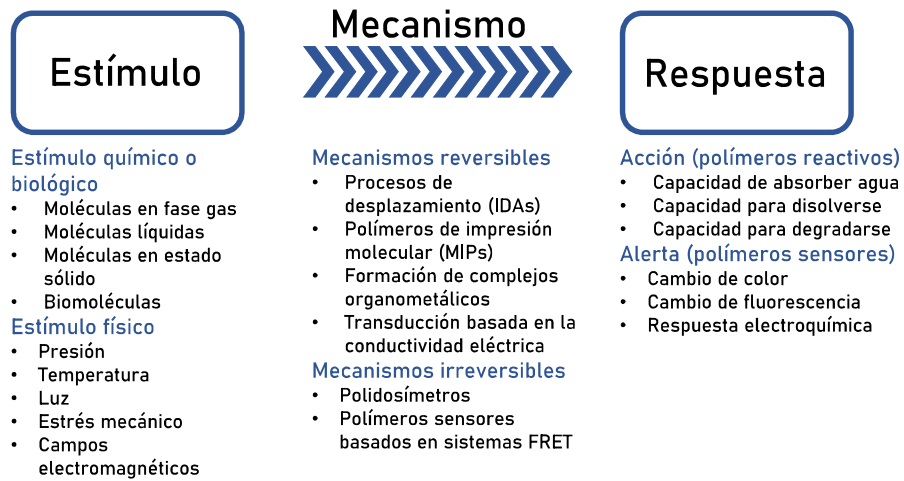 Estímulo
Mecanismo
Respuesta
Estímulo químico o
biológico
• Moléculas en fase gas
• Moléculas líquidas
• Moléculas en estado
sólido
• Biomoléculas
Estímulo físico
• Presión
• Temperatura
• Luz
• Estrés mecánico
• Campos
electromagnéticos
Mecanismos reversibles
• Procesos de
desplazamiento (IDAs)
• Polímeros de impresión
molecular (MIPs)
• Formación de complejos
organometálicos
• Transducción basada en la
conductividad eléctrica
Mecanismos irreversibles
• Polidosímetros
• Polímeros sensores
basados en sistemas FRET
Acción (polímeros reactivos)
• Capacidad de absorber agua
• Capacidad para disolverse
• Capacidad para degradarse
Alerta (polímeros sensores)
• Cambio de color
• Cambio de fluorescencia
• Respuesta electroquímica